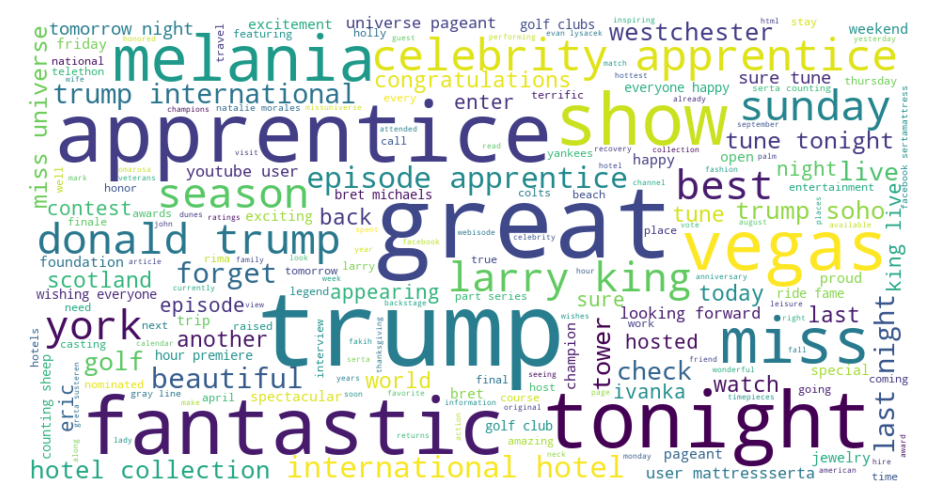 tomorrow night
excitement
universe pageant
golf clubs
inspiring
html
stay
weekend
friday
featuring
holly
evan lysacek
westchester
guest
performing
yesterday
national
honored
travel
melania
celebrity apprentice
telethon
wife
make
congratulations
match
hottest
sure tune
thursday
miss universe
trump international
champions
natalie morales
missuniverse
every
enter
terrific
everyone happy
already
serta counting
sunday
apprentice
show
attended
call
september
tune tonight
facebook sertamattress
visit
read
yankees
recovery
collection
hotel
happy
open
palm
omarosa
well
mark
veterans
youtube user
episode apprentice
best
fashion
night
live
honor
season
bret michaels
colts
beach
channel
entertainment
contest
awards
dunes
ratings
exciting
back
great
place
tune
trump soho
places
available
finale
john
donald trump
spent
webisode
celebrity
vote
august
vegas
king live
year
facebook
foundation
article
rima
family
look
larry
true
hour
anniversary
proud
scotland
forget
tomorrow
larry king
today
ride fame
currently
week
legend
appearing
part series
sure
wishing everyone
episode
view
backstage
looking forward
last
leisure
need
trip
raised
trump
wishes
work
right
york
next
another
interview
fakih
thanksgiving
hosted
miss
last night
casting
calendar
hour premiere
serta
seeing
champion
tower
friend
wonderful
fall
hotels
golf
nominated
gray line
beautiful
years
soon
world
favorite
final
host
check
watch
special
coming
counting sheep
eric
greta susteren
april
spectacular
bret
information
course
original
ivanka
page
going
timepieces
fantastic
tonight
action
golf club
amazing
along
lady
returns
neck
monday
pageant
jewelry
american
hire
award
hotel collection
international hotel
user mattressserta
time